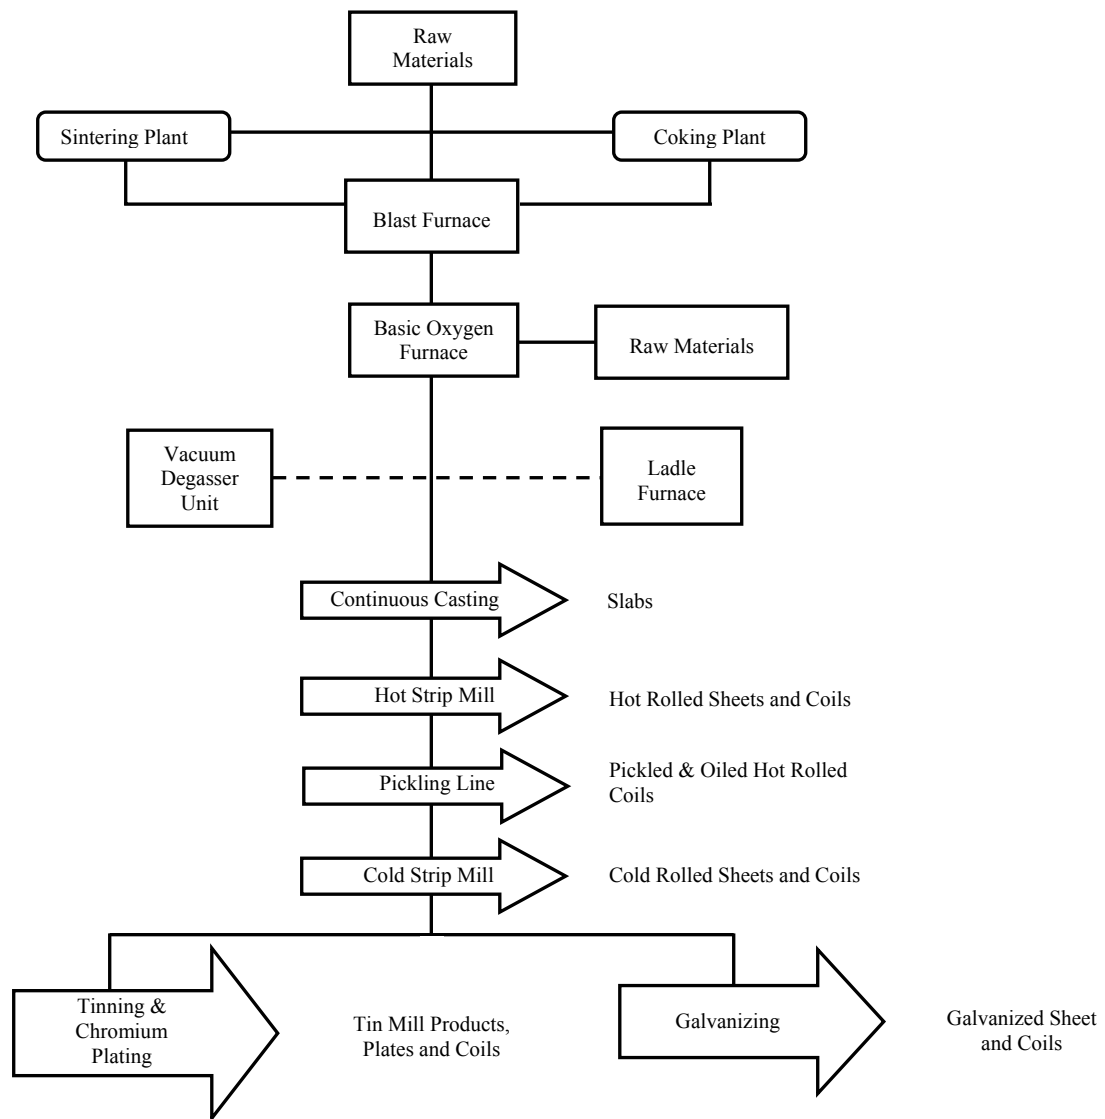 Raw
Materials
Sintering Plant
Coking Plant
Blast Furnace
Basic Oxygen
Furnace
Raw Materials
Vacuum
Degasser
Unit
Ladle
Furnace
Continuous Casting
Slabs
Hot Strip Mill
Hot Rolled Sheets and Coils
Pickling Line
Pickled & Oiled Hot Rolled
Coils
Cold Strip Mill
Cold Rolled Sheets and Coils
Tinning &
Chromium
Plating
Tin Mill Products,
Plates and Coils
Galvanizing
Galvanized Sheet
and Coils